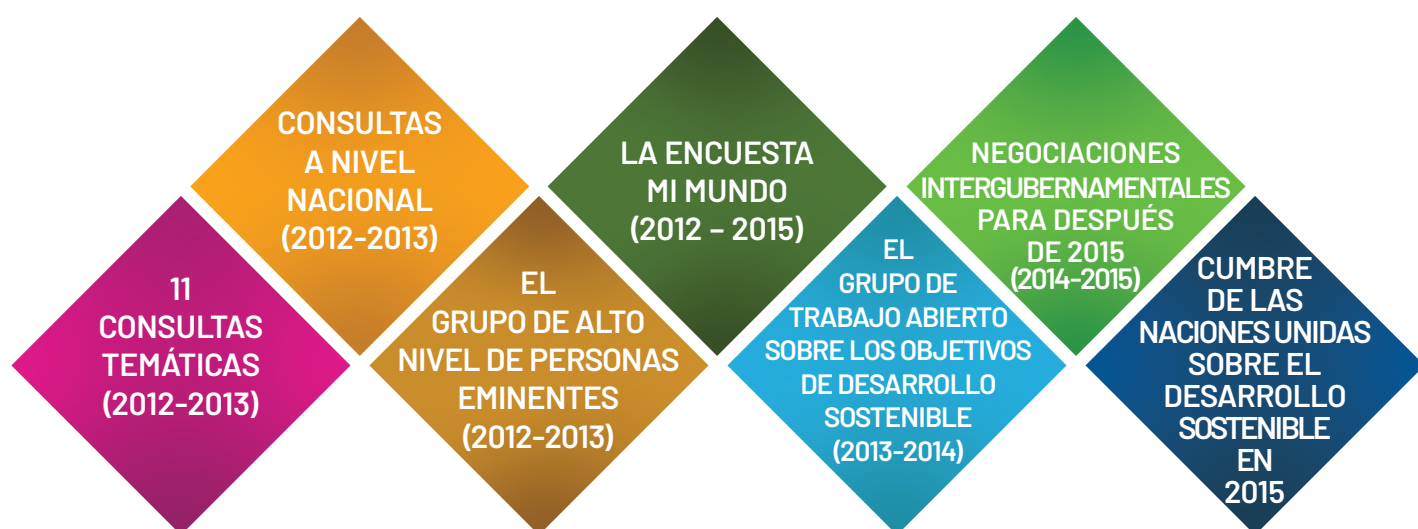 11
CONSULTAS
TEMÁTICAS
(2012-2013)
CONSULTAS
A NIVEL
NACIONAL
(2012-2013)
EL
GRUPO DE ALTO
NIVEL DE PERSONAS
EMINENTES
(2012-2013)
LA ENCUESTA
MI MUNDO
(2012 – 2015)
EL
GRUPO DE
TRABAJO ABIERTO
SOBRE LOS OBJETIVOS
DE DESARROLLO
SOSTENIBLE
(2013-2014)
NEGOCIACIONES
INTERGUBERNAMENTALES
PARA DESPUÉS
DE 2015
(2014-2015)
CUMBRE
DE LAS
NACIONES UNIDAS
SOBRE EL
DESARROLLO
SOSTENIBLE
EN
2015